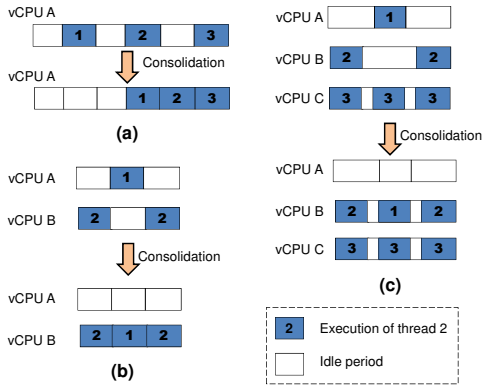 vCPU A
1 2 3
Consolidation
vCPU A
1 2 3
(a)
vCPU A
1
vCPU B
2 2
Consolidation
vCPU A
vCPU B
2 1 2
(b)
vCPU A
1
vCPU B
2 2
vCPU C
3 3 3
Consolidation
vCPU A
vCPU B
2 1 2
vCPU C
3 3 3
(c)
2 Execution of thread 2
Idle period